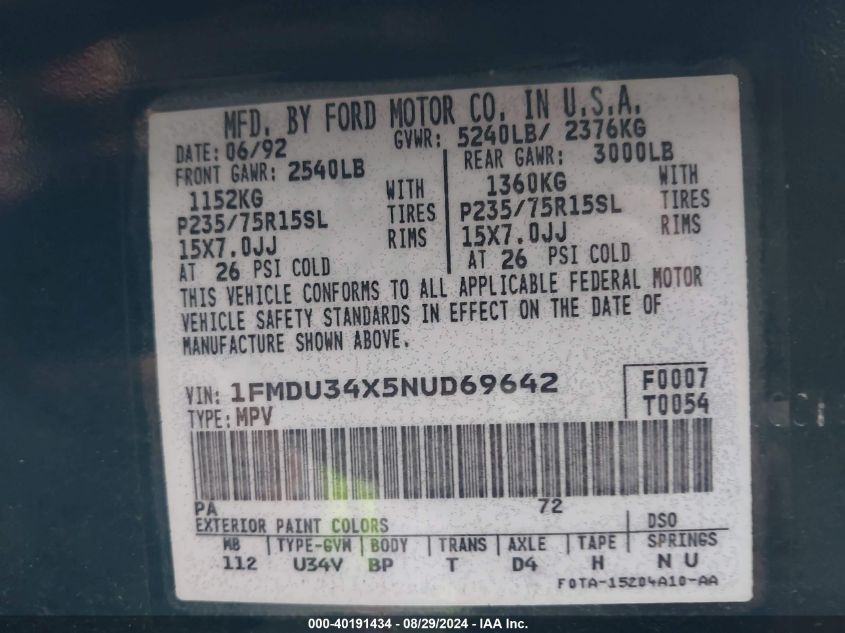 MFD. BY FORD MOTOR CO. IN U.S.A.
DATE: 06/92 GVWR: 5240LB/ 2376KG
FRONT GAWR: 2540LB REAR GAWR: 3000LB
1152KG WITH 1360KG WITH
P235/75R15SL TIRES P235/75R15SL TIRES
15X7.0JJ RIMS 15X7.0JJ RIMS
AT 26 PSI COLD AT 26 PSI COLD
THIS VEHICLE CONFORMS TO ALL APPLICABLE FEDERAL MOTOR
VEHICLE SAFETY STANDARDS IN EFFECT ON THE DATE OF
MANUFACTURE SHOWN ABOVE.
VIN: 1FMDU34X5NUD69642 F0007
TYPE: MPV T0054
PA 72
EXTERIOR PAINT COLORS DSO
WB TYPE-GVW BODY TRANS AXLE TAPE SPRINGS
112 U34V BP T D4 H N U
F0TA-15204A10-AA
000-40191434 - 08/29/2024 - IAA Inc.